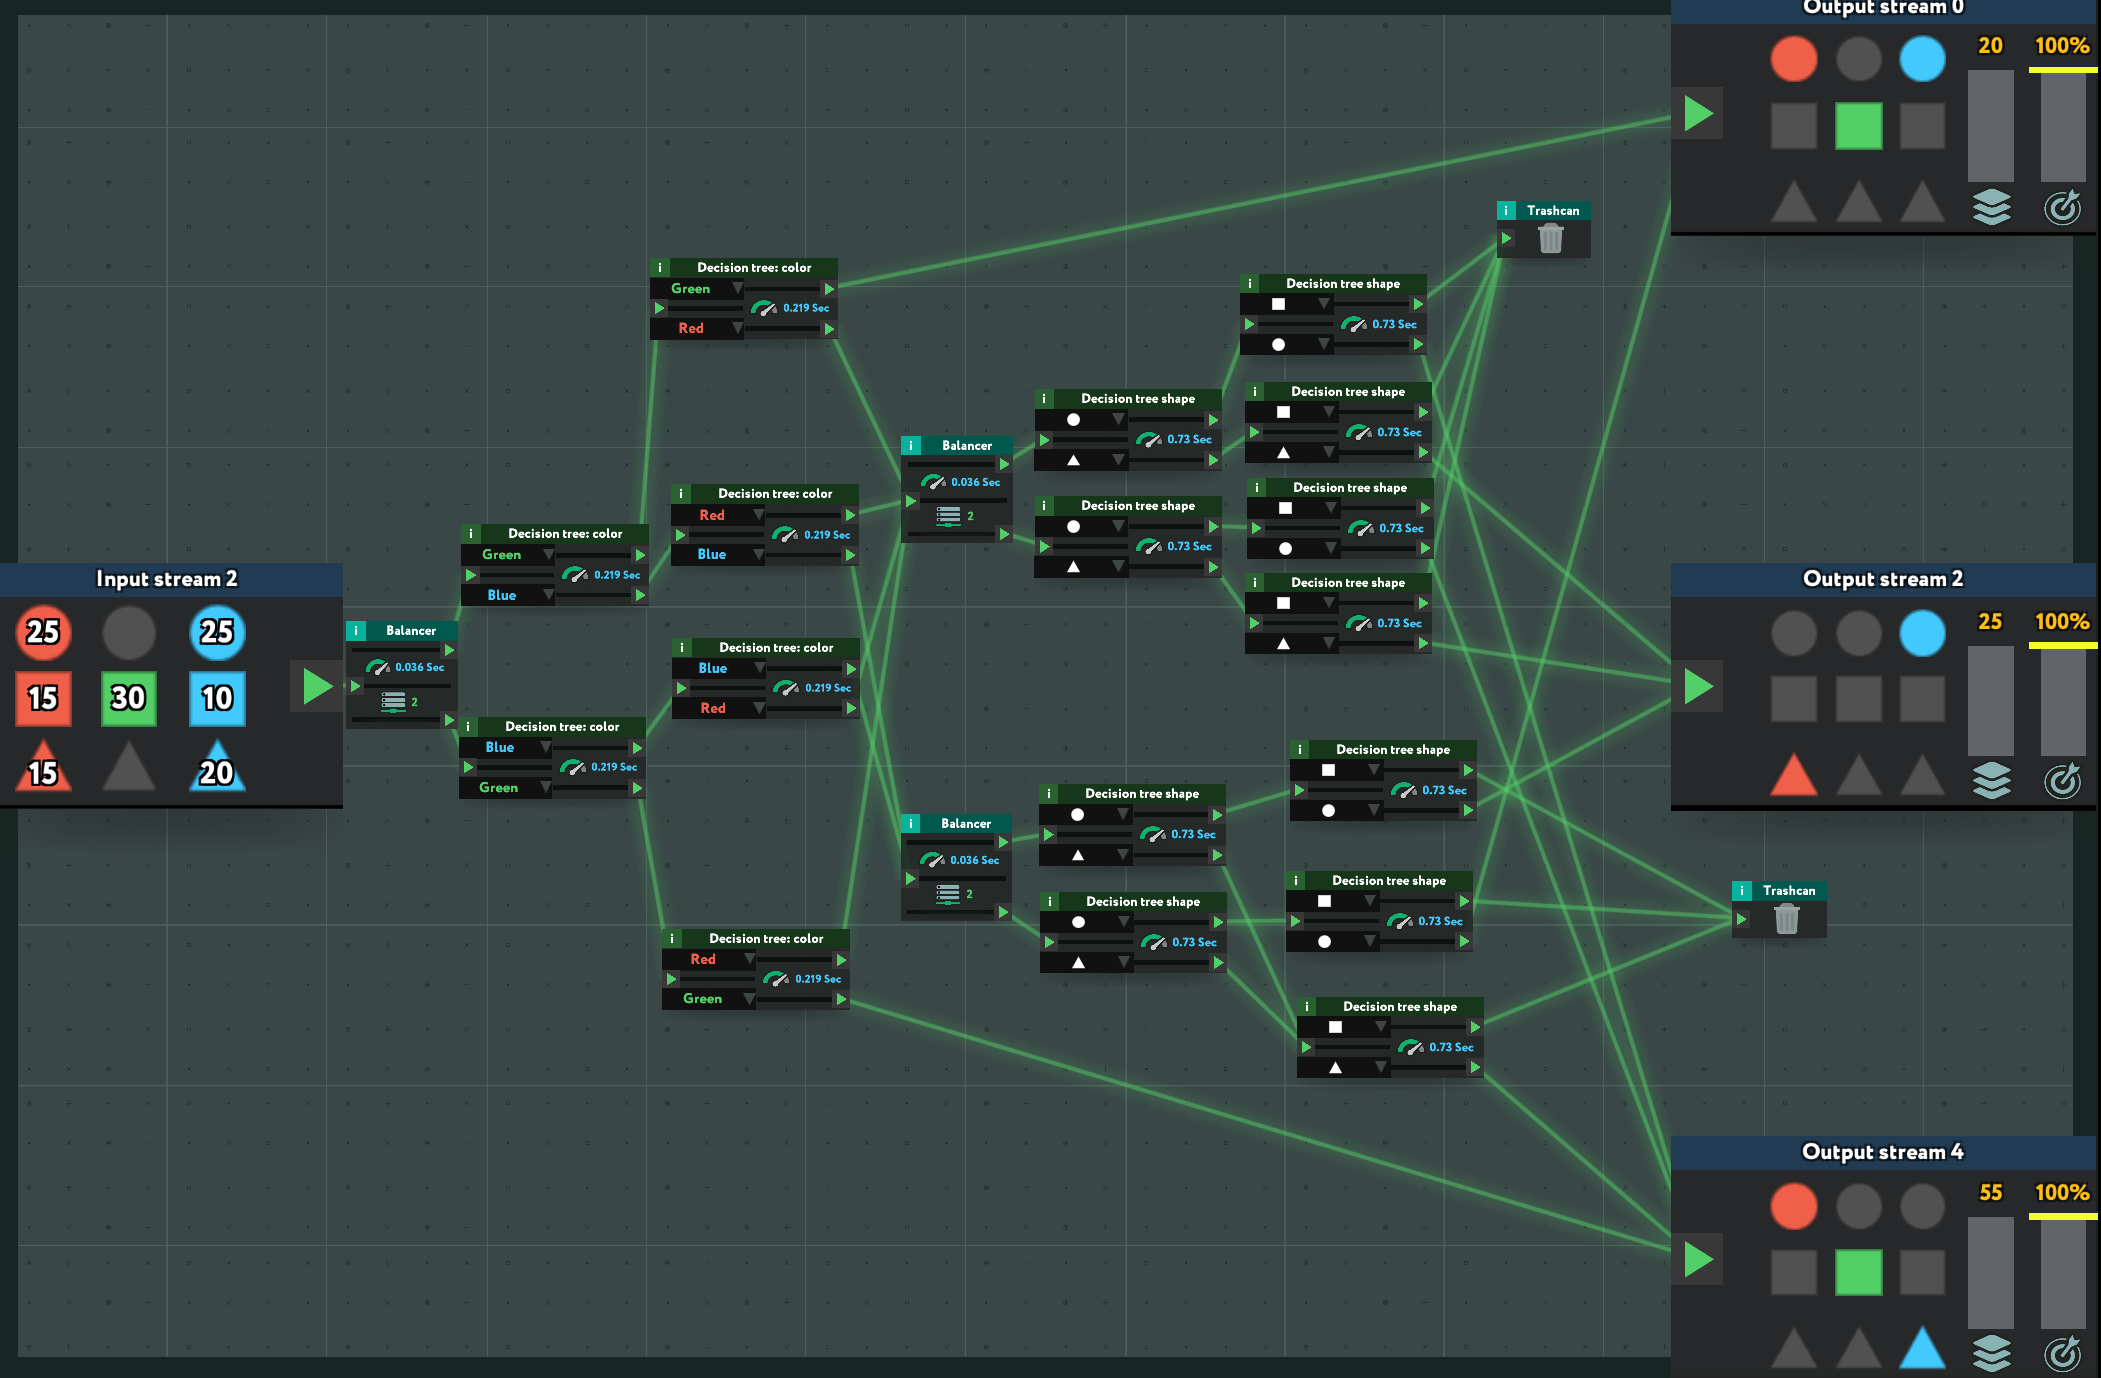 Output stream 0
20 100%
i Trashcan
i Decision tree: color
Green
0.219 Sec
Red
i Decision tree shape
0.73 Sec
i Decision tree shape
0.73 Sec
i Decision tree shape
0.73 Sec
i Balancer
0.036 Sec
2
i Decision tree: color
Red
0.219 Sec
Blue
i Decision tree shape
0.73 Sec
i Decision tree shape
0.73 Sec
i Decision tree: color
Green
0.219 Sec
Blue
i Decision tree shape
0.73 Sec
Input stream 2
25 25
15 30 10
15 20
i Balancer
0.036 Sec
2
Output stream 2
25 100%
i Decision tree: color
Blue
0.219 Sec
Red
i Decision tree: color
Blue
0.219 Sec
Green
i Decision tree shape
0.73 Sec
i Decision tree shape
0.73 Sec
i Balancer
0.036 Sec
2
i Decision tree shape
0.73 Sec
i Decision tree shape
0.73 Sec
i Trashcan
i Decision tree: color
Red
0.219 Sec
Green
i Decision tree shape
0.73 Sec
Output stream 4
55 100%